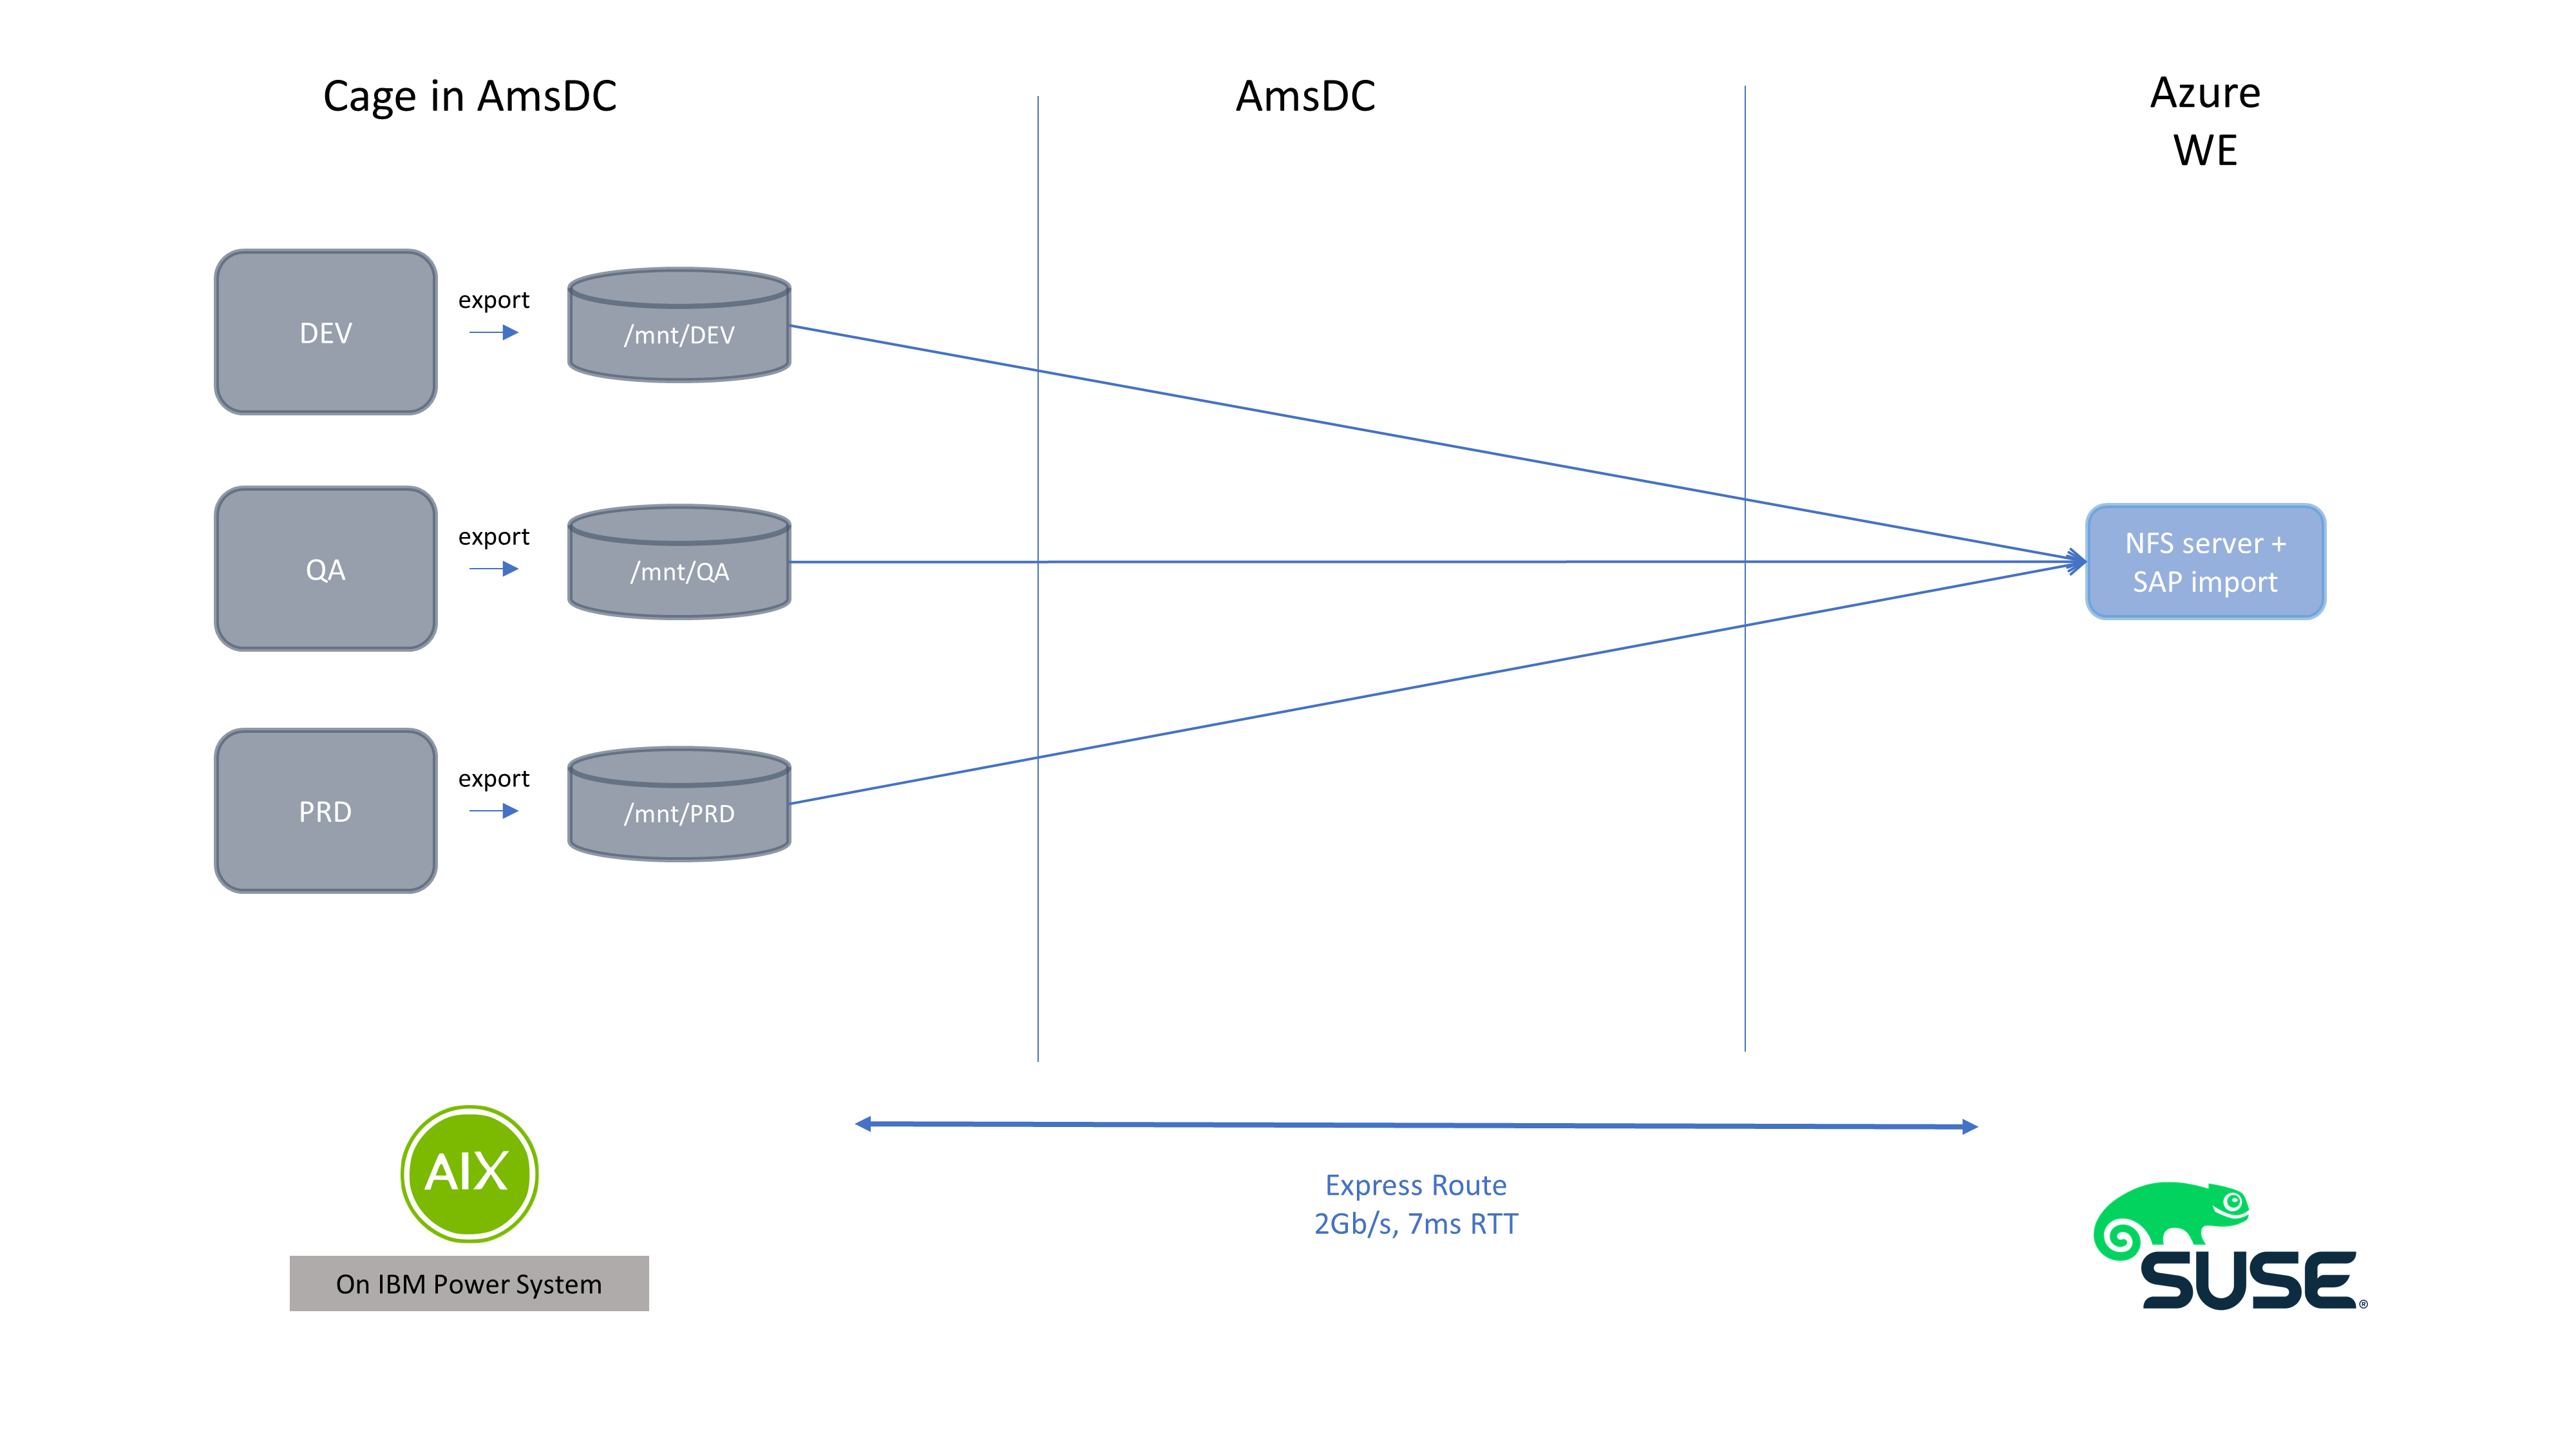 Cage in AmsDC
AmsDC
Azure
WE
DEV
export
/mnt/DEV
QA
export
/mnt/QA
NFS server +
SAP import
PRD
export
/mnt/PRD
AIX
On IBM Power System
Express Route
2Gb/s, 7ms RTT
SUSE®